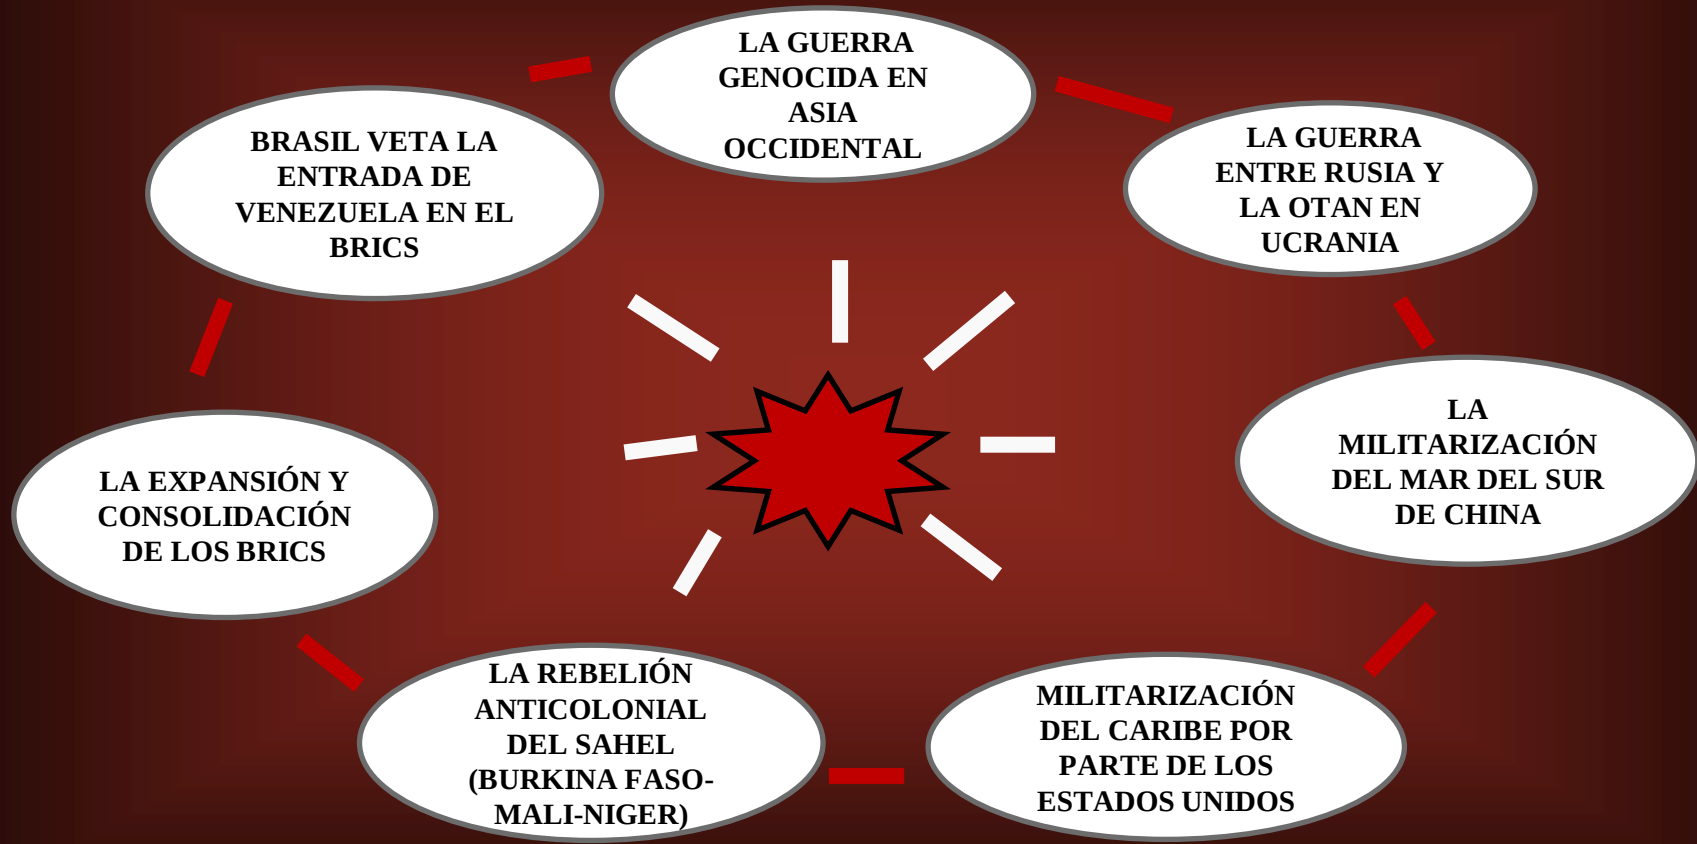 LA GUERRA
GENOCIDA EN
ASIA
OCCIDENTAL
LA GUERRA
ENTRE RUSIA Y
LA OTAN EN
UCRANIA
LA
MILITARIZACIÓN
DEL MAR DEL SUR
DE CHINA
MILITARIZACIÓN
DEL CARIBE POR
PARTE DE LOS
ESTADOS UNIDOS
LA REBELIÓN
ANTICOLONIAL
DEL SAHEL
(BURKINA FASO-
MALI-NIGER)
LA EXPANSIÓN Y
CONSOLIDACIÓN
DE LOS BRICS
BRASIL VETA LA
ENTRADA DE
VENEZUELA EN EL
BRICS